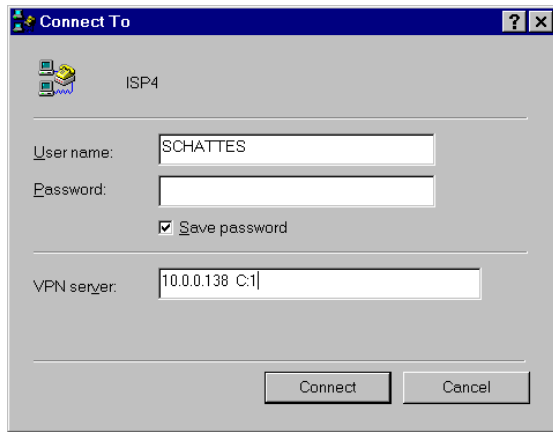 Connect To
ISP4
User name: SCHATTES
Password:
Save password
VPN server: 10.0.0.138 C:1
Connect Cancel